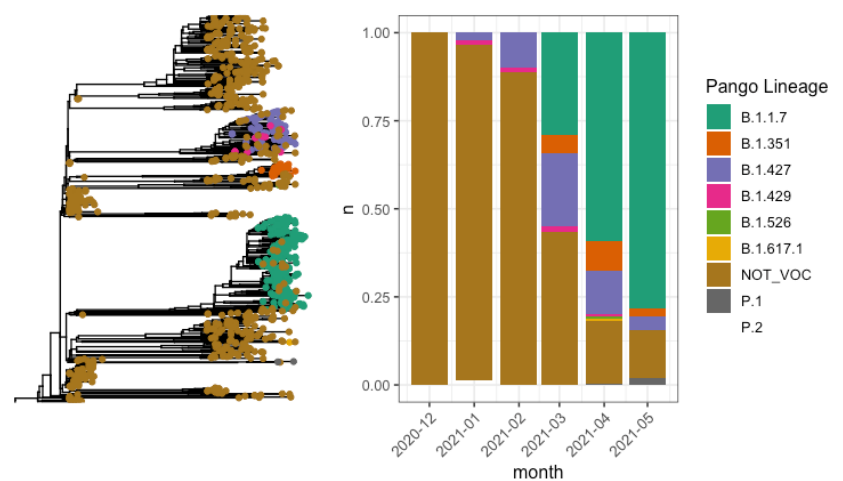 1.00
0.75
0.50
0.25
0.00
n
2020-12
2021-01
2021-02
2021-03
2021-04
2021-05
month
Pango Lineage
B.1.1.7
B.1.351
B.1.427
B.1.429
B.1.526
B.1.617.1
NOT_VOC
P.1
P.2